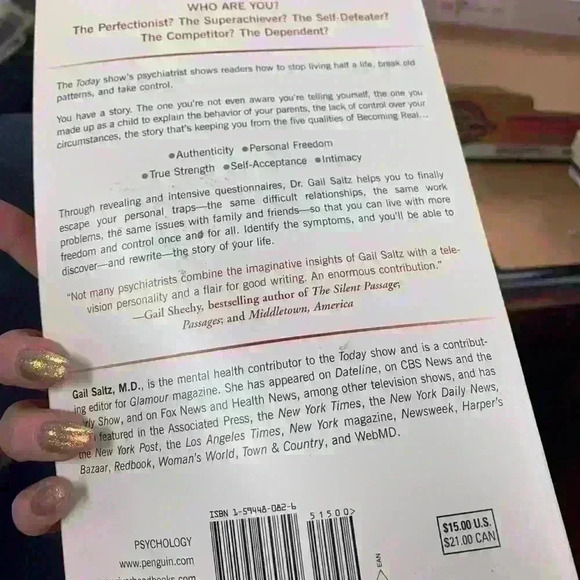 WHO ARE YOU?
The Perfectionist? The Superachiever? The Self-Defeater?
The Competitor? The Dependent?
The Today show's psychiatrist shows readers how to stop living half a life, break old
patterns, and take control.
You have a story. The one you're not even aware you're telling yourself, the one you
made up as a child to explain the behavior of your parents, the lack of control over your
circumstances, the story that's keeping you from the five qualities of Becoming Real...
●Authenticity ●Personal Freedom
●True Strength ●Self-Acceptance ●Intimacy
Through revealing and intensive questionnaires, Dr. Gail Saltz helps you to finally
escape your personal traps—the same difficult relationships, the same work
problems, the same issues with family and friends—so that you can live with more
freedom and control once and for all. Identify the symptoms, and you'll be able to
discover—and rewrite—the story of your life.
"Not many psychiatrists combine the imaginative insights of Gail Saltz with a tele-
vision personality and a flair for good writing. An enormous contribution."
—Gail Sheehy, bestselling author of The Silent Passage,
Passages, and Middletown, America
Gail Saltz, M.D., is the mental health contributor to the Today show and is a contribut-
ing editor for Glamour magazine. She has appeared on Dateline, on CBS News and the
rly Show, and on Fox News and Health News, among other television shows, and has
featured in the Associated Press, the New York Times, the New York Daily News,
the New York Post, the Los Angeles Times, New York magazine, Newsweek, Harper's
Bazaar, Redbook, Woman's World, Town & Country, and WebMD.
ISBN 1-59448-082-6
51500>
$15.00 U.S.
$21.00 CAN
PSYCHOLOGY
www.penguin.com
EAN